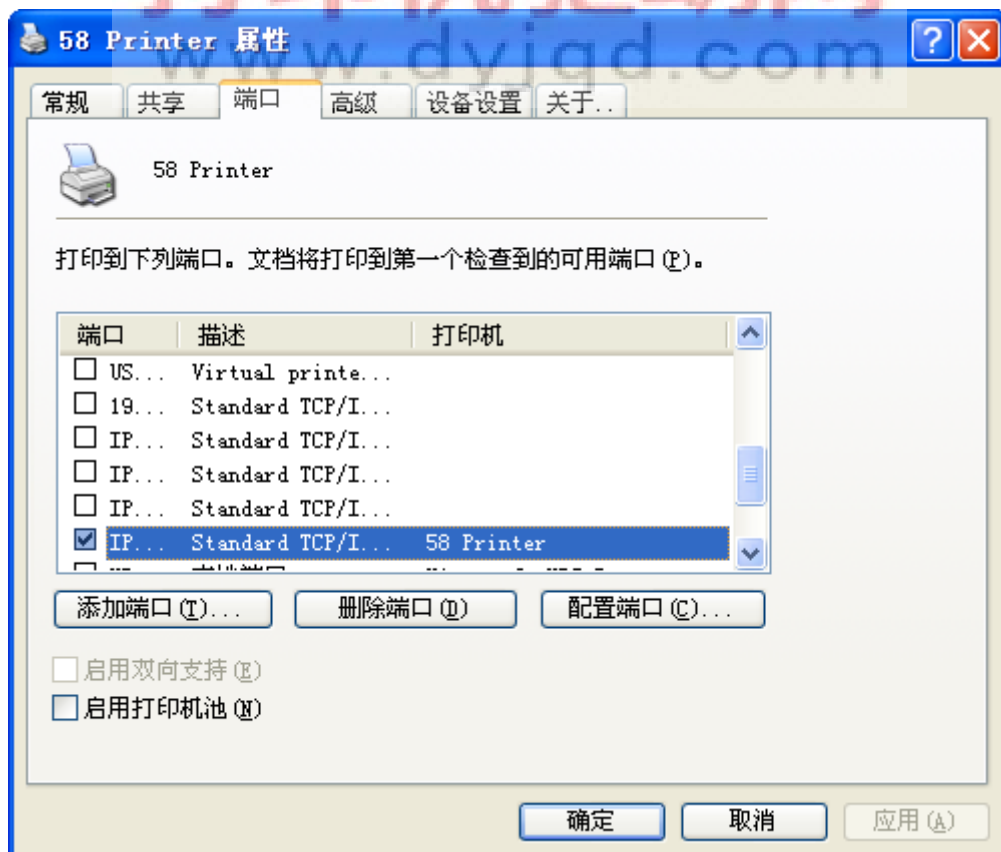 www.dyjqd.com
58 Printer 属性
常规 共享 端口 高级 设备设置 关于..
58 Printer
打印到下列端口。文档将打印到第一个检查到的可用端口(P)。
端口 描述 打印机
US... Virtual printe...
19... Standard TCP/I...
IP... Standard TCP/I...
IP... Standard TCP/I...
IP... Standard TCP/I...
IP... Standard TCP/I... 58 Printer
添加端口(T)... 删除端口(D) 配置端口(C)...
启用双向支持(E)
启用打印机池(N)
确定 取消 应用(A)